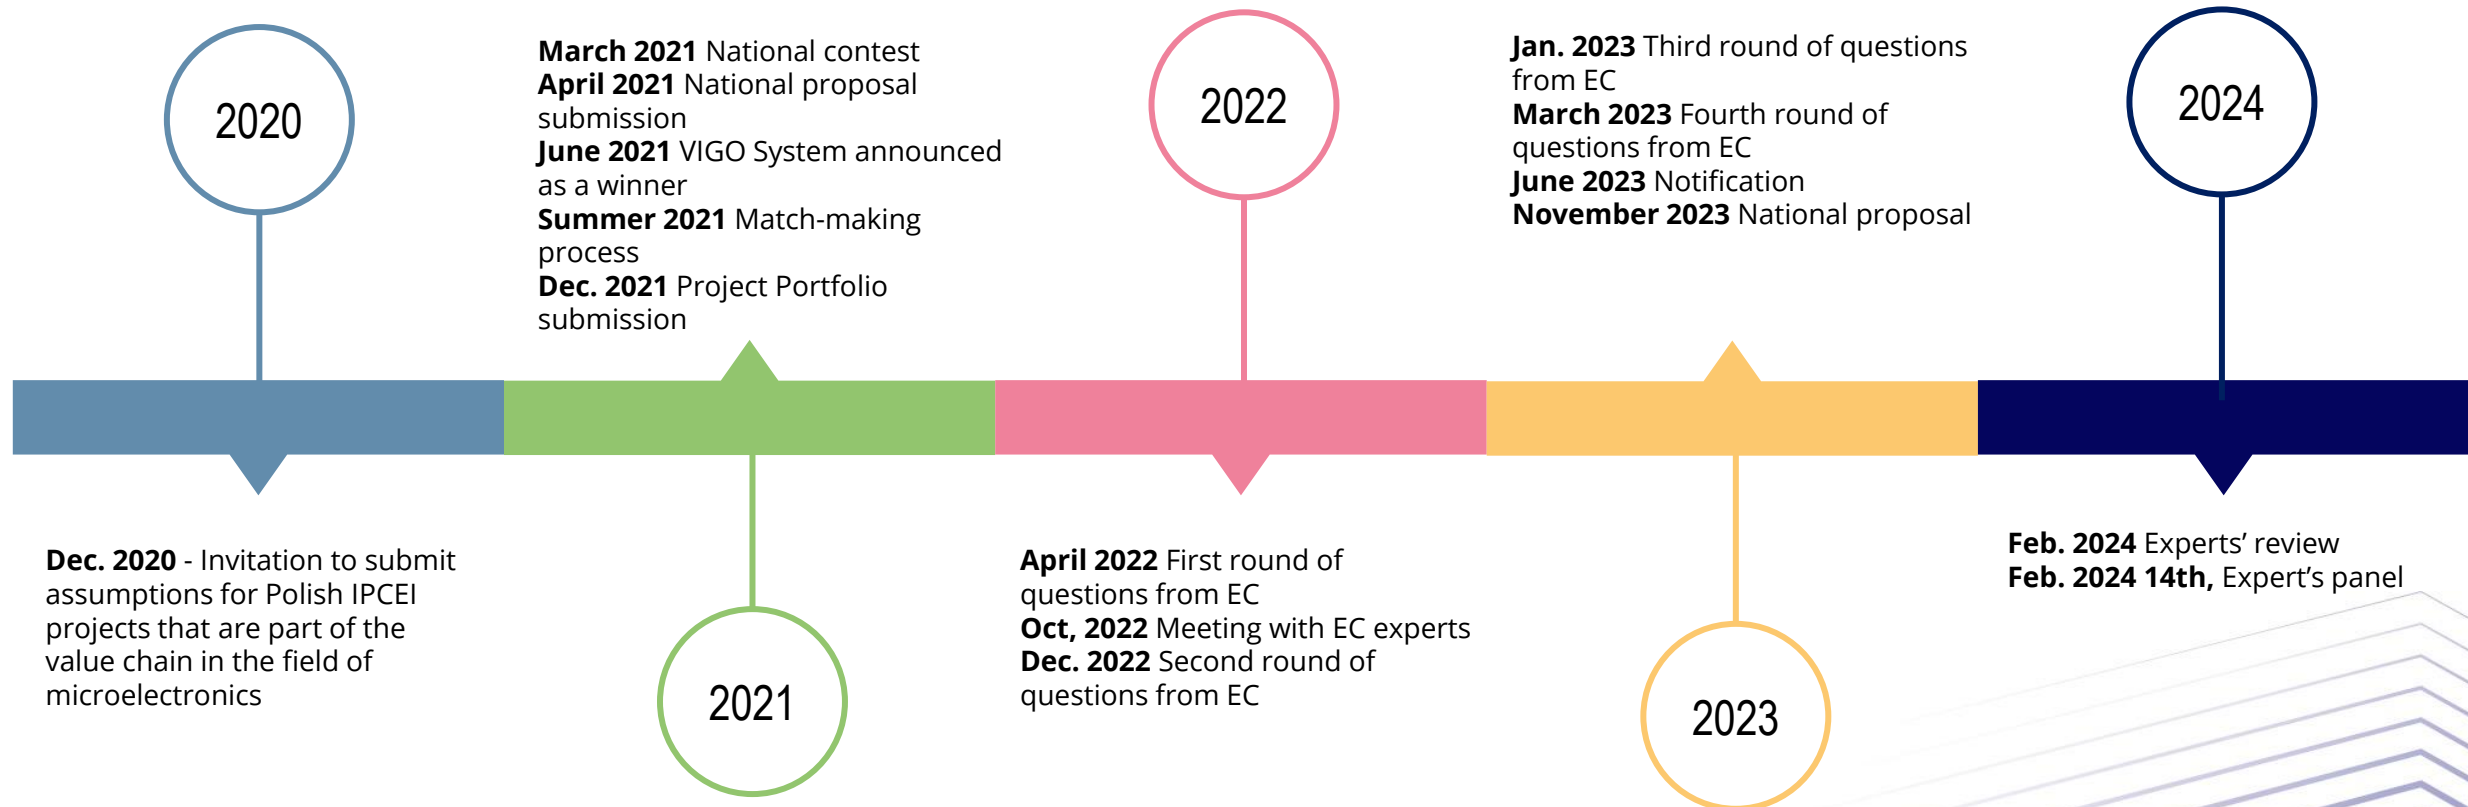 2020
Dec. 2020 - Invitation to submit
assumptions for Polish IPCEI
projects that are part of the
value chain in the field of
microelectronics
March 2021 National contest
April 2021 National proposal
submission
June 2021 VIGO System announced
as a winner
Summer 2021 Match-making
process
Dec. 2021 Project Portfolio
submission
2021
2022
April 2022 First round of
questions from EC
Oct, 2022 Meeting with EC experts
Dec. 2022 Second round of
questions from EC
Jan. 2023 Third round of questions
from EC
March 2023 Fourth round of
questions from EC
June 2023 Notification
November 2023 National proposal
2023
2024
Feb. 2024 Experts’ review
Feb. 2024 14th, Expert’s panel